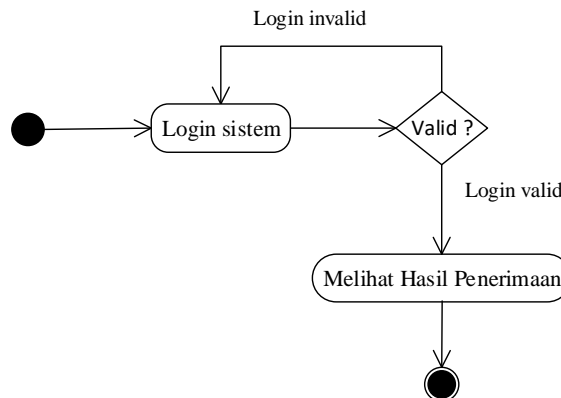 Login invalid
Login sistem
Valid ?
Login valid
Melihat Hasil Penerimaan